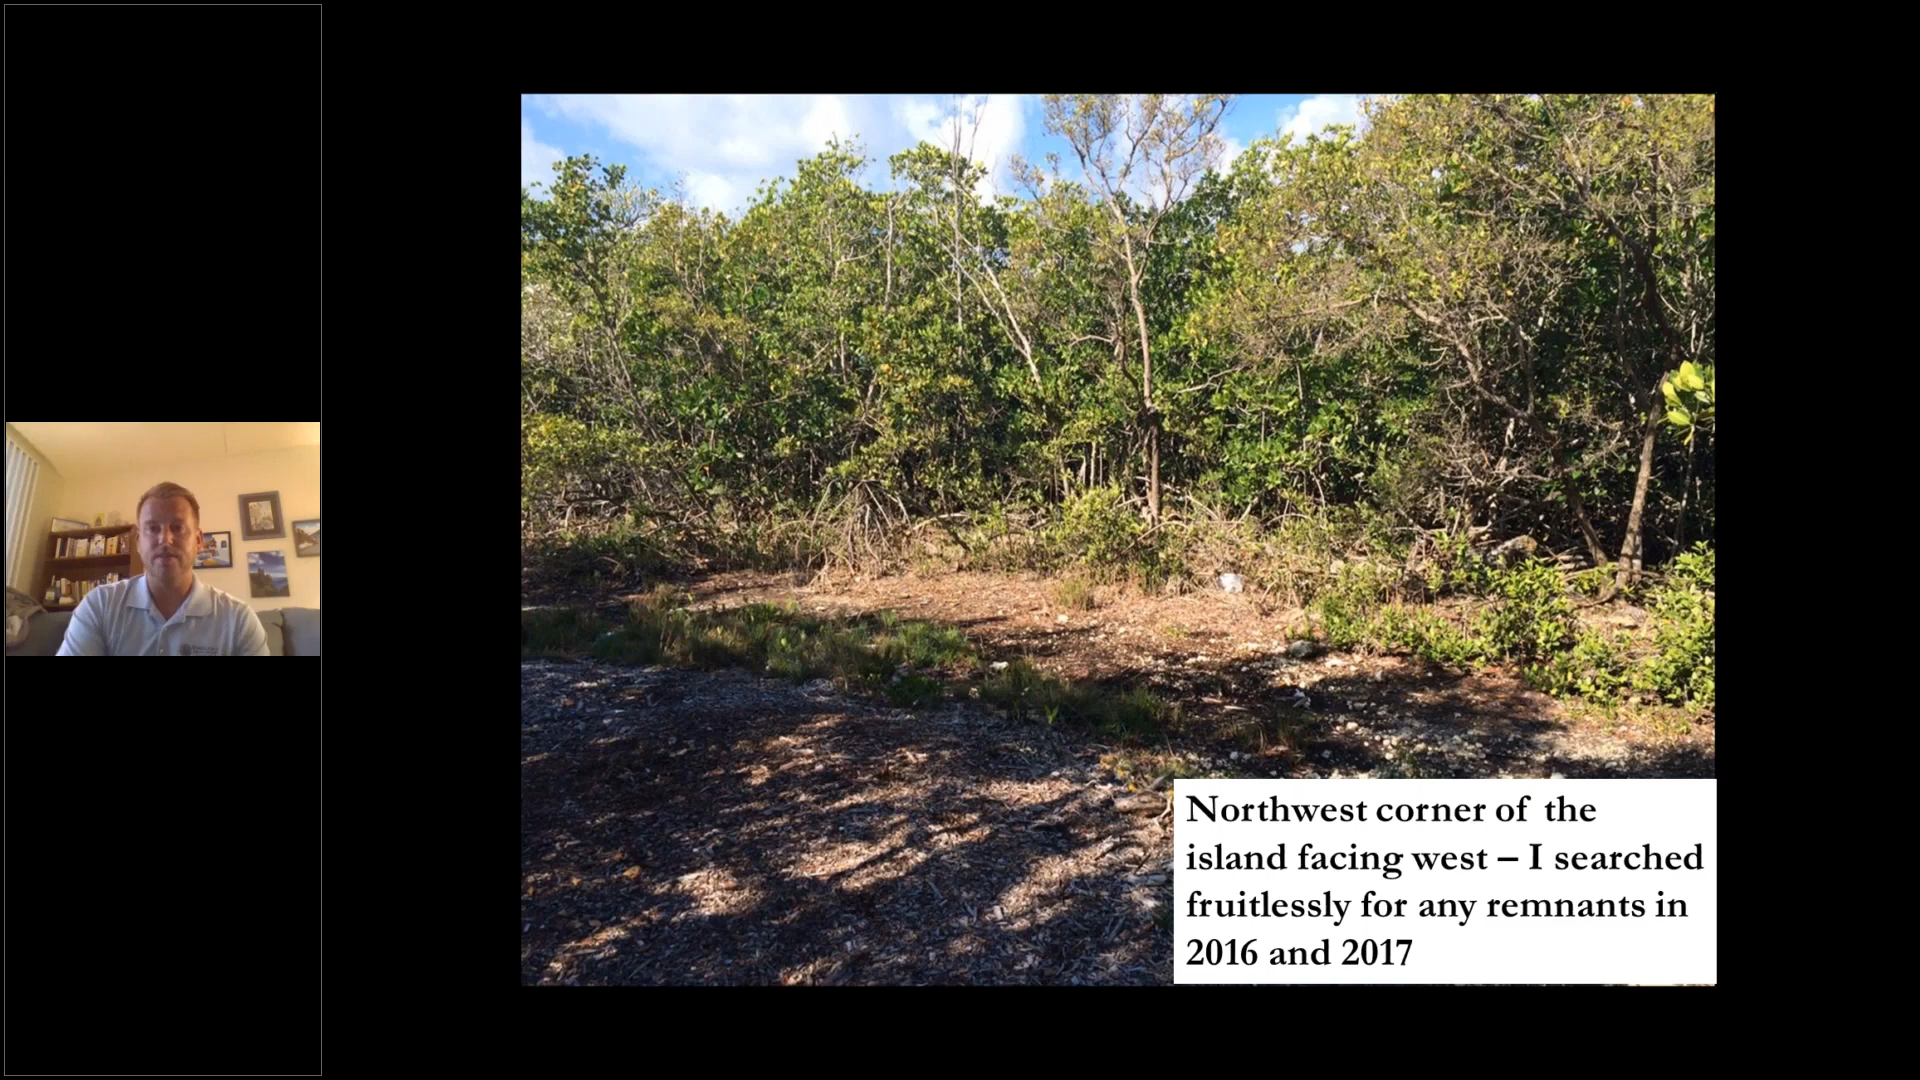 Northwest corner of the
island facing west – I searched
fruitlessly for any remnants in
2016 and 2017